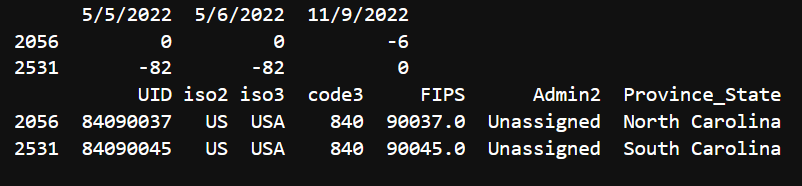 5/5/2022 5/6/2022 11/9/2022
2056 0 0 -6
2531 -82 -82 0
UID iso2 iso3 code3 FIPS Admin2 Province_State
2056 84090037 US USA 840 90037.0 Unassigned North Carolina
2531 84090045 US USA 840 90045.0 Unassigned South Carolina